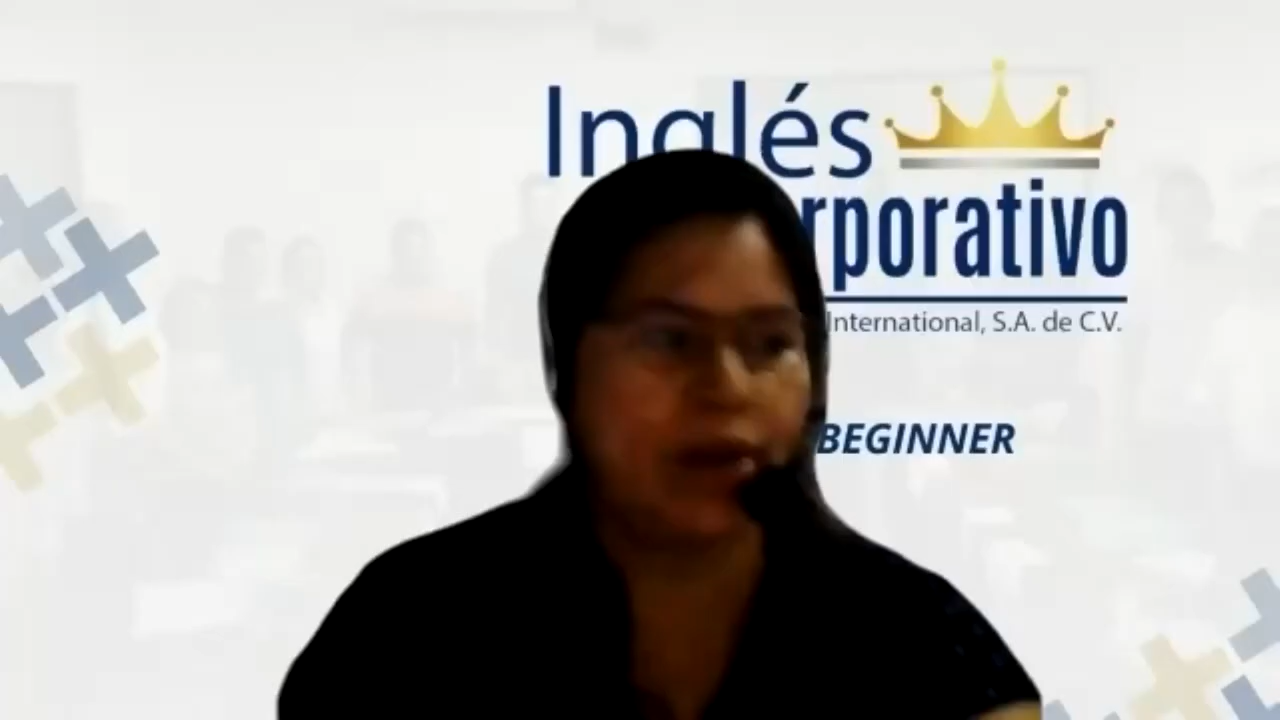 Inglés
rporativo
International, S.A. de C.V.
BEGINNER